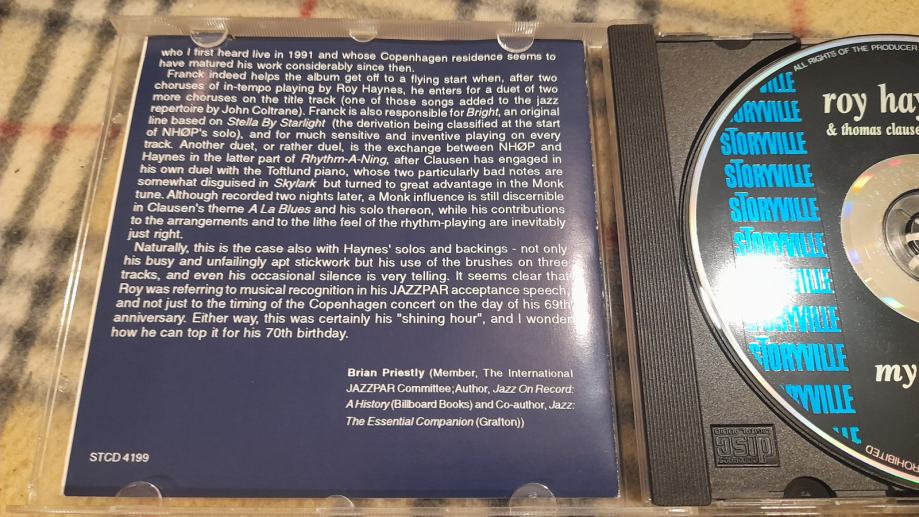 who I first heard live in 1991 and whose Copenhagen residence seems to
have matured his work considerably since then.
Franck indeed helps the album get off to a flying start when, after two
choruses of in-tempo playing by Roy Haynes, he enters for a duet of two
more choruses on the title track (one of those songs added to the jazz
repertoire by John Coltrane). Franck is also responsible for Bright, an original
line based on Stella By Starlight (the derivation being classified at the start
of NHØP's solo), and for much sensitive and inventive playing on every
track. Another duet, or rather duel, is the exchange between NHØP and
Haynes in the latter part of Rhythm-A-Ning, after Clausen has engaged in
his own duel with the Toftlund piano, whose two particularly bad notes are
somewhat disguised in Skylark but turned to great advantage in the Monk
tune. Although recorded two nights later, a Monk influence is still discernible
in Clausen's theme A La Blues and his solo thereon, while his contributions
to the arrangements and to the lithe feel of the rhythm-playing are inevitably
just right.
Naturally, this is the case also with Haynes' solos and backings - not only
his busy and unfailingly apt stickwork but his use of the brushes on three
tracks, and even his occasional silence is very telling. It seems clear that
Roy was referring to musical recognition in his JAZZPAR acceptance speech,
and not just to the timing of the Copenhagen concert on the day of his 69th
anniversary. Either way, this was certainly his "shining hour", and I wonder
how he can top it for his 70th birthday.
Brian Priestly (Member, The International
JAZZPAR Committee; Author, Jazz On Record:
A History (Billboard Books) and Co-author, Jazz:
The Essential Companion (Grafton))
STCD 4199
ALL RIGHTS OF THE PRODUCER
roy hay
& thomas clause
STORYVILLE
STORYVILLE
STORYVILLE
STORYVILLE
STORYVILLE
STORYVILLE
STORYVILLE
STORYVILLE
my
PROHIBITED